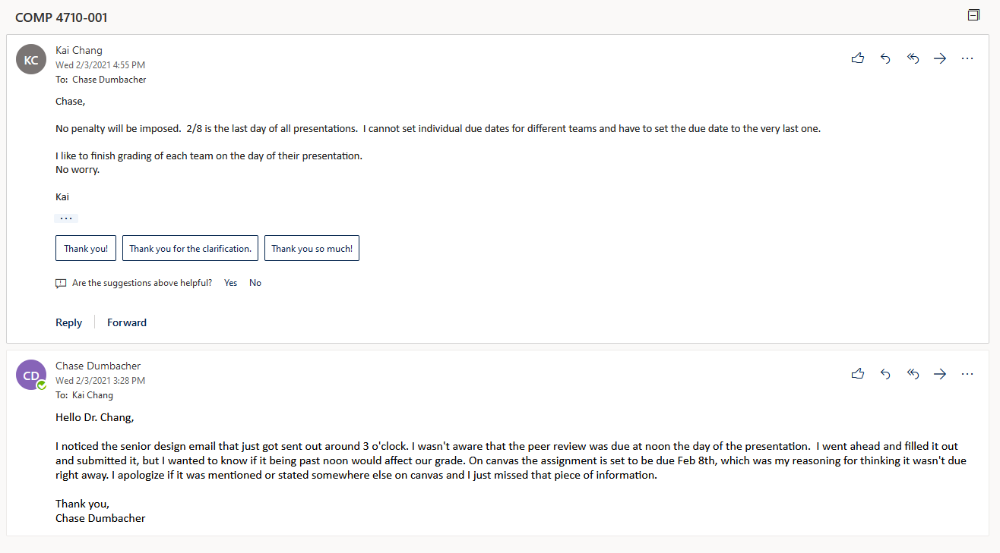 COMP 4710-001
KC
Kai Chang
Wed 2/3/2021 4:55 PM
To: Chase Dumbacher
Chase,
No penalty will be imposed.  2/8 is the last day of all presentations.  I cannot set individual due dates for different teams and have to set the due date to the very last one.
I like to finish grading of each team on the day of their presentation.
No worry.
Kai
...
Thank you! Thank you for the clarification. Thank you so much!
Are the suggestions above helpful? Yes No
Reply Forward
CD
Chase Dumbacher
Wed 2/3/2021 3:28 PM
To: Kai Chang
Hello Dr. Chang,
I noticed the senior design email that just got sent out around 3 o'clock. I wasn't aware that the peer review was due at noon the day of the presentation.  I went ahead and filled it out
and submitted it, but I wanted to know if it being past noon would affect our grade. On canvas the assignment is set to be due Feb 8th, which was my reasoning for thinking it wasn't due
right away. I apologize if it was mentioned or stated somewhere else on canvas and I just missed that piece of information.
Thank you,
Chase Dumbacher